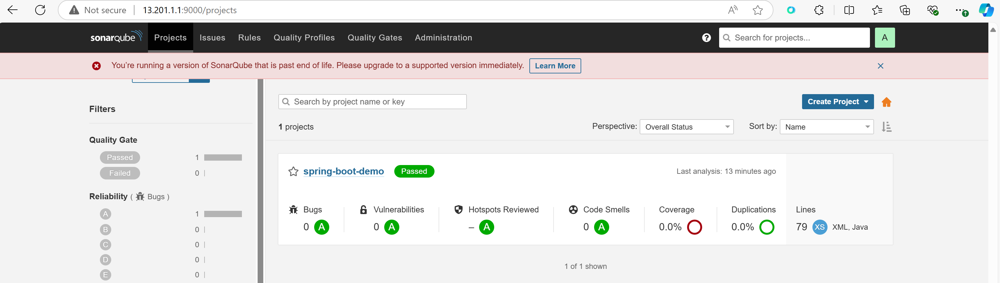 Not secure 13.201.1.1:9000/projects
sonarqube Projects Issues Rules Quality Profiles Quality Gates Administration Search for projects... A
You’re running a version of SonarQube that is past end of life. Please upgrade to a supported version immediately. Learn More
Filters
Quality Gate
Passed 1
Failed 0
Reliability ( Bugs )
A 1
B 0
C 0
D 0
E 0
Search by project name or key
Create Project
1 projects
Perspective: Overall Status Sort by: Name
spring-boot-demo Passed Last analysis: 13 minutes ago
Bugs Vulnerabilities Hotspots Reviewed Code Smells Coverage Duplications Lines
0 A 0 A – A 0 A 0.0% 0.0% 79 XS XML, Java
1 of 1 shown